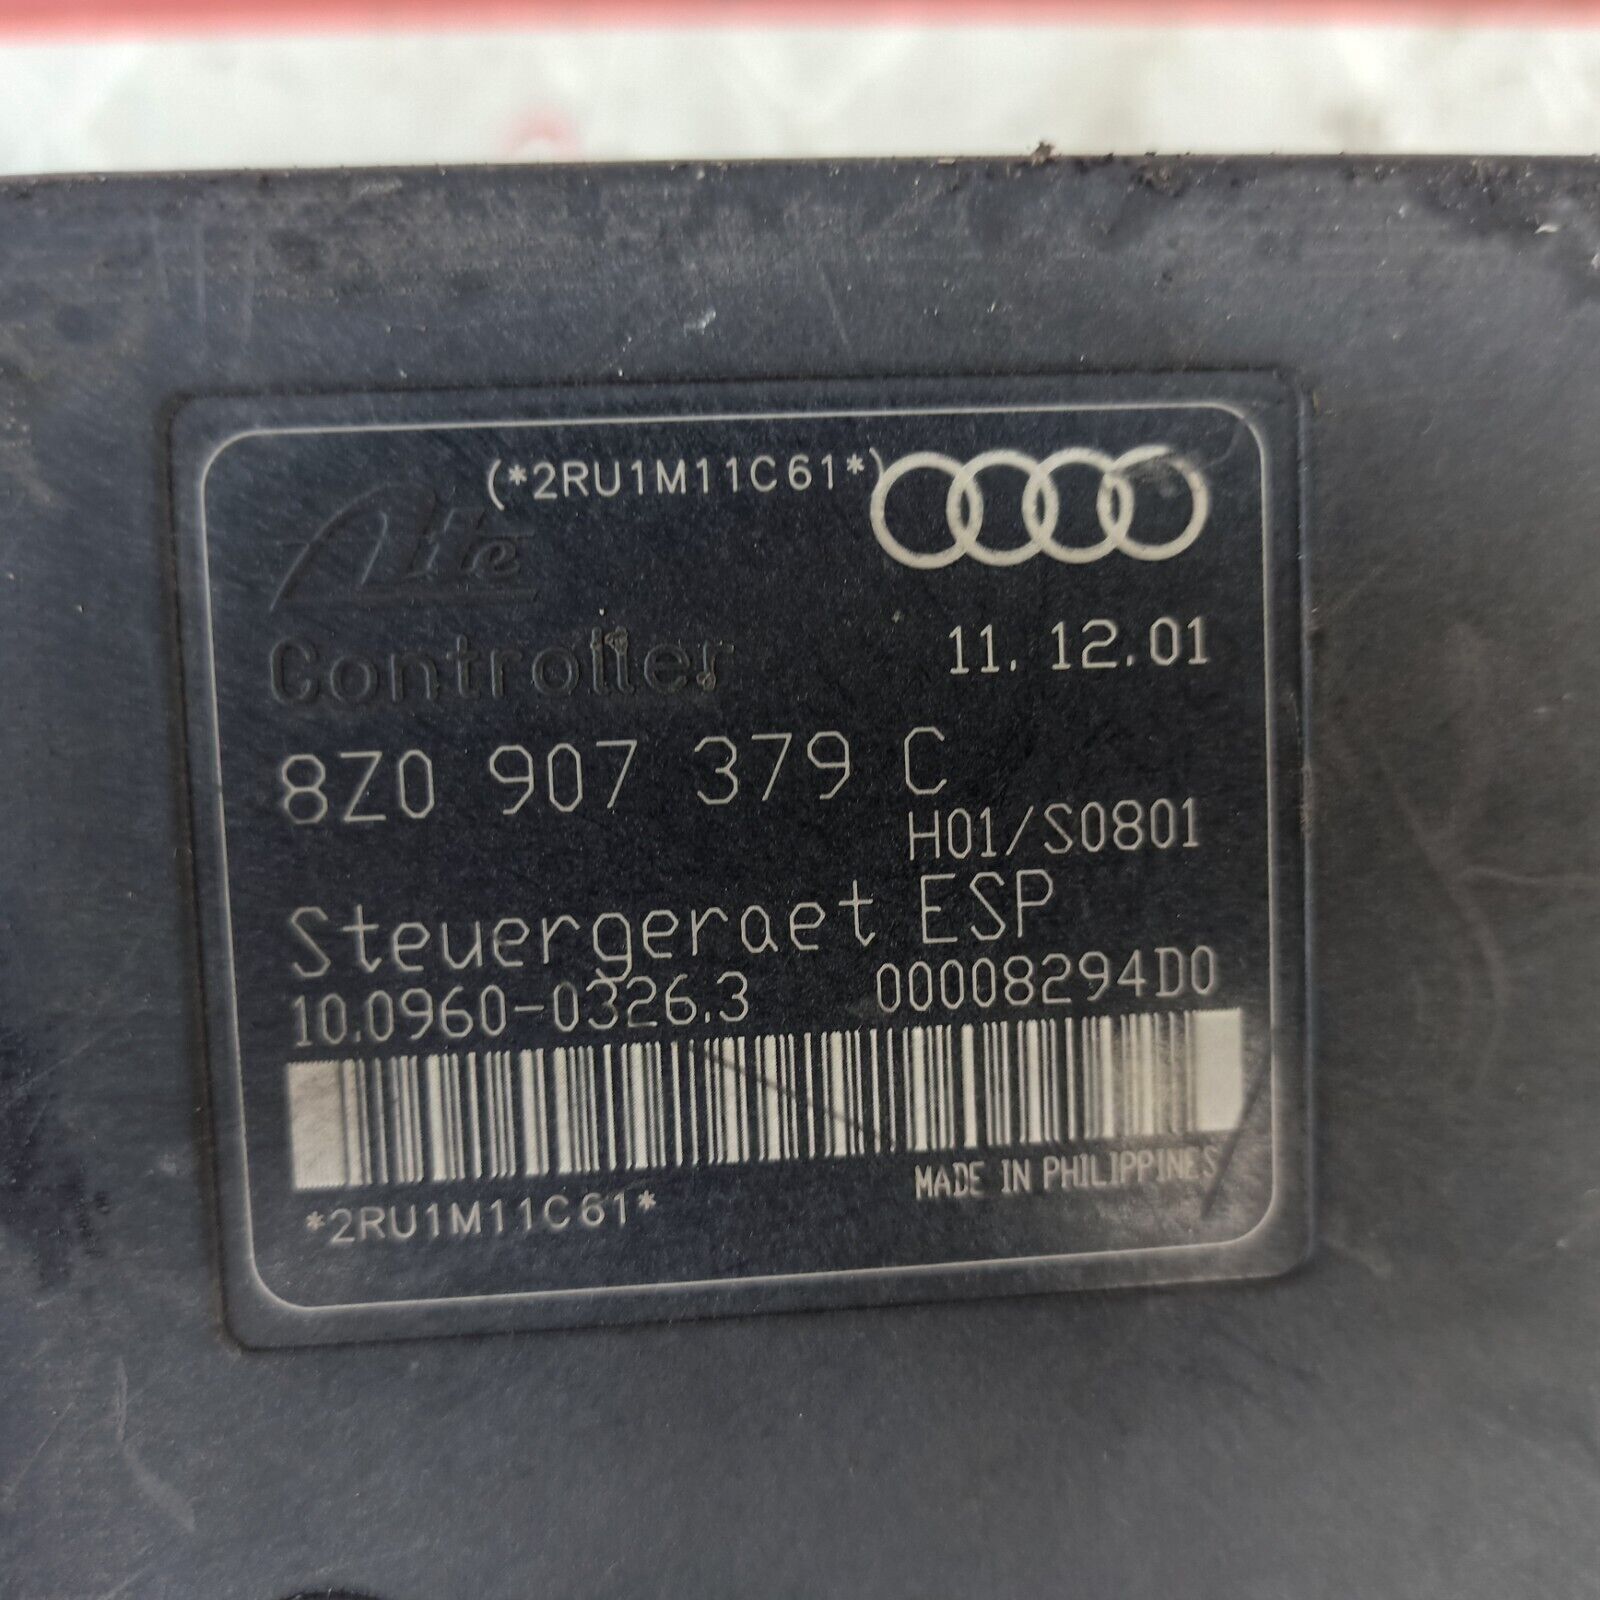 (*2RU1M11C61*)
Ate
Controller
11.12.01
8Z0 907 379 C
H01/S0801
Steuergeraet ESP
10.0960-0326.3 00008294D0
MADE IN PHILIPPINES
*2RU1M11C61*